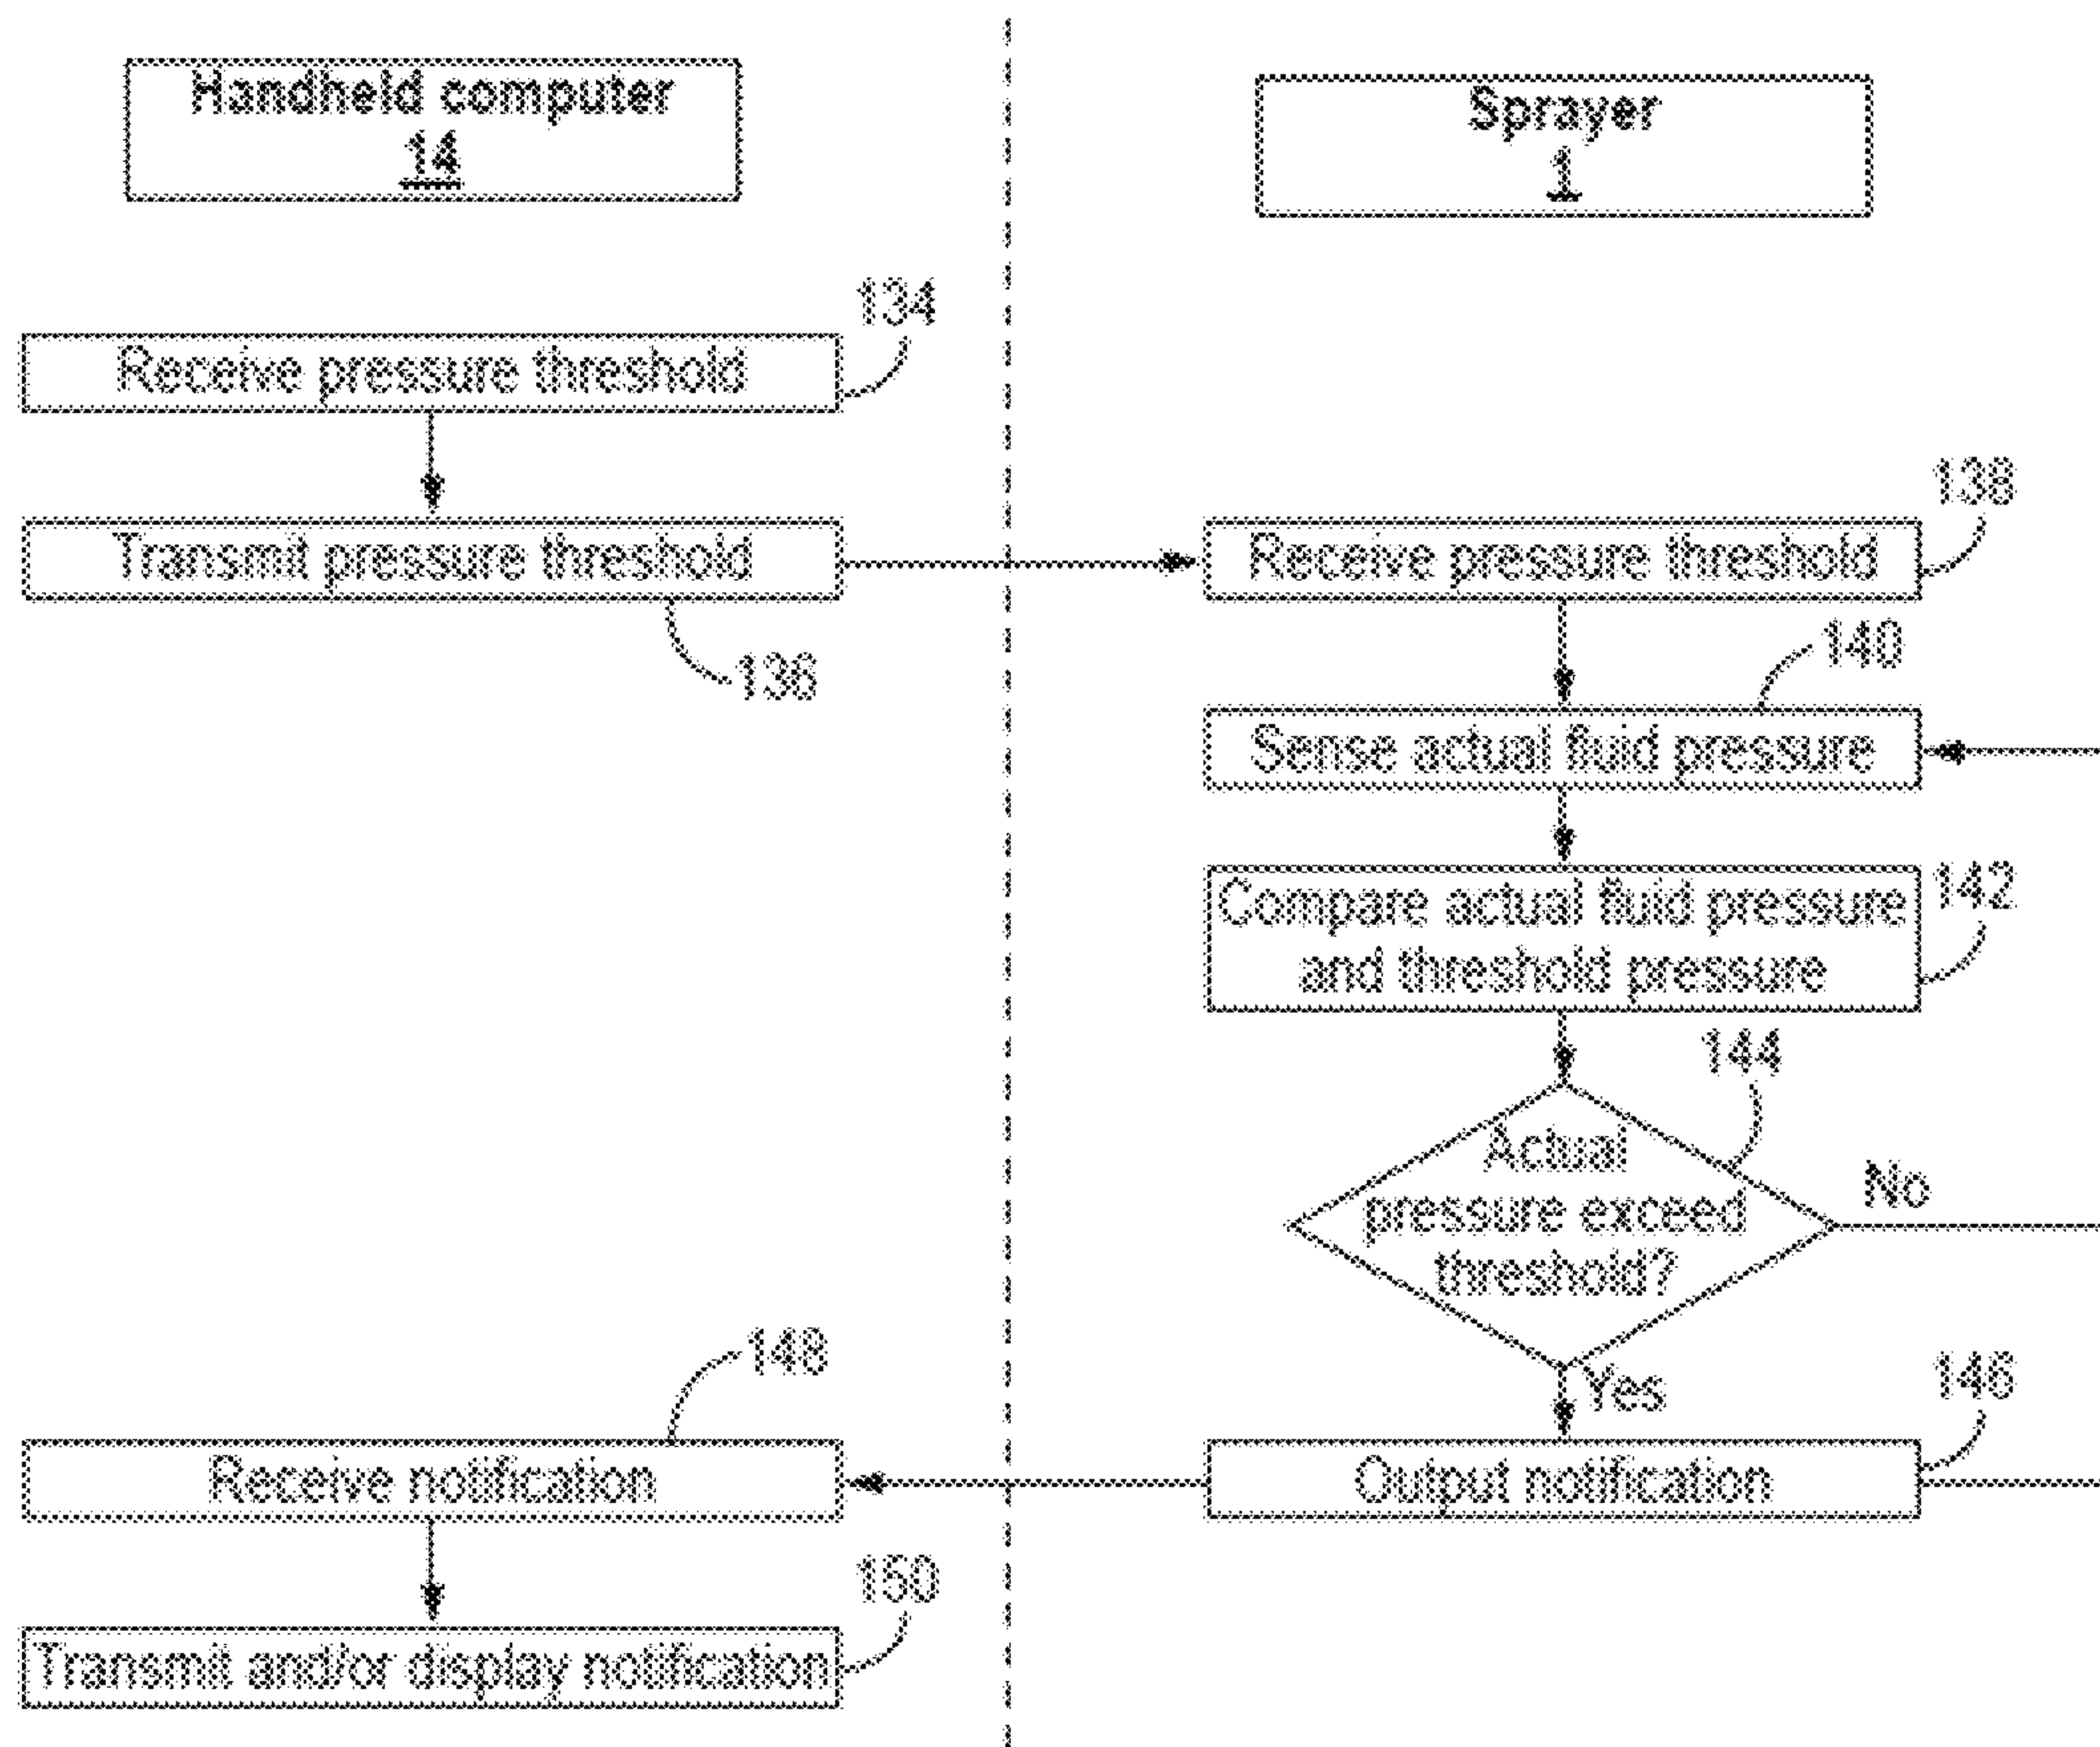 Handheld computer
14
Sprayer
1
134
Receive pressure threshold
138
Transmit pressure threshold
Receive pressure threshold
136
140
Sense actual fluid pressure
142
Compare actual fluid pressure
and threshold pressure
144
Actual
pressure exceed
threshold?
No
Yes
148
146
Receive notification
Output notification
150
Transmit and/or display notification